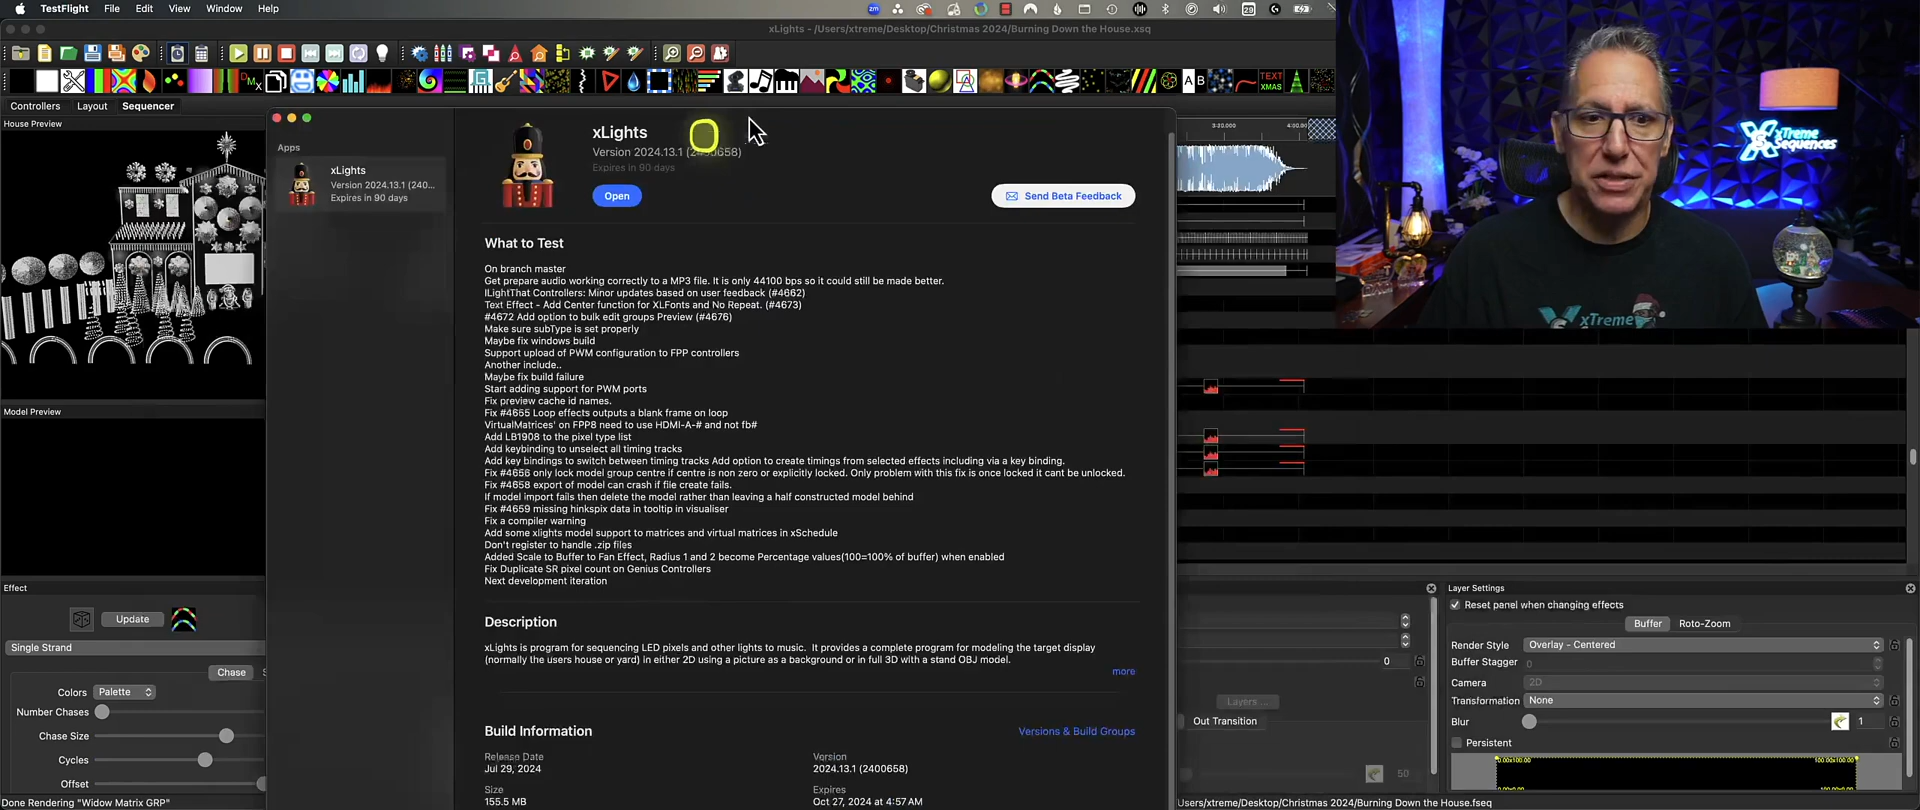 TestFlight File Edit View Window Help
xLights - /Users/xtreme/Desktop/Christmas 2024/Burning Down the House.xsq
Controllers Layout Sequencer
House Preview
Model Preview
Effect
Update
Single Strand
Chase
Colors Palette
Number Chases
Chase Size
Cycles
Offset
Done Rendering "Widow Matrix GRP"
Apps
xLights
Version 2024.13.1 (240...
Expires in 90 days
xLights
Version 2024.13.1 (2400658)
Expires in 90 days
Open
Send Beta Feedback
What to Test
On branch master
Get prepare audio working correctly to a MP3 file. It is only 44100 bps so it could still be made better.
ILightThat Controllers: Minor updates based on user feedback (#4662)
Text Effect - Add Center function for XLFonts and No Repeat. (#4673)
#4672 Add option to bulk edit groups Preview (#4676)
Make sure subType is set properly
Maybe fix windows build
Support upload of PWM configuration to FPP controllers
Another include..
Maybe fix build failure
Start adding support for PWM ports
Fix preview cache id names.
Fix #4655 Loop effects outputs a blank frame on loop
VirtualMatrices' on FPP8 need to use HDMI-A-# and not fb#
Add LB1908 to the pixel type list
Add keybinding to unselect all timing tracks
Add key bindings to switch between timing tracks Add option to create timings from selected effects including via a key binding.
Fix #4656 only lock model group centre if centre is non zero or explicitly locked. Only problem with this fix is once locked it cant be unlocked.
Fix #4658 export of model can crash if file create fails.
If model import fails then delete the model rather than leaving a half constructed model behind
Fix #4659 missing hinkspix data in tooltip in visualiser
Fix a compiler warning
Add some xlights model support to matrices and virtual matrices in xSchedule
Don't register to handle .zip files
Added Scale to Buffer to Fan Effect, Radius 1 and 2 become Percentage values(100=100% of buffer) when enabled
Fix Duplicate SR pixel count on Genius Controllers
Next development iteration
Description
xLights is program for sequencing LED pixels and other lights to music. It provides a complete program for modeling the target display
(normally the users house or yard) in either 2D using a picture as a background or in full 3D with a stand OBJ model.
more
Build Information
Versions & Build Groups
Release Date
Jul 29, 2024
Version
2024.13.1 (2400658)
Size
155.5 MB
Expires
Oct 27, 2024 at 4:57 AM
3:20.000 4:00.
0
Layers ...
Out Transition
50
Layer Settings
Reset panel when changing effects
Buffer Roto-Zoom
Render Style Overlay - Centered
Buffer Stagger 0
Camera 2D
Transformation None
Blur 1
Persistent
0.00x100.00 100.00x100.00
/Users/xtreme/Desktop/Christmas 2024/Burning Down the House.fseq
xTreme
Sequences
xTreme